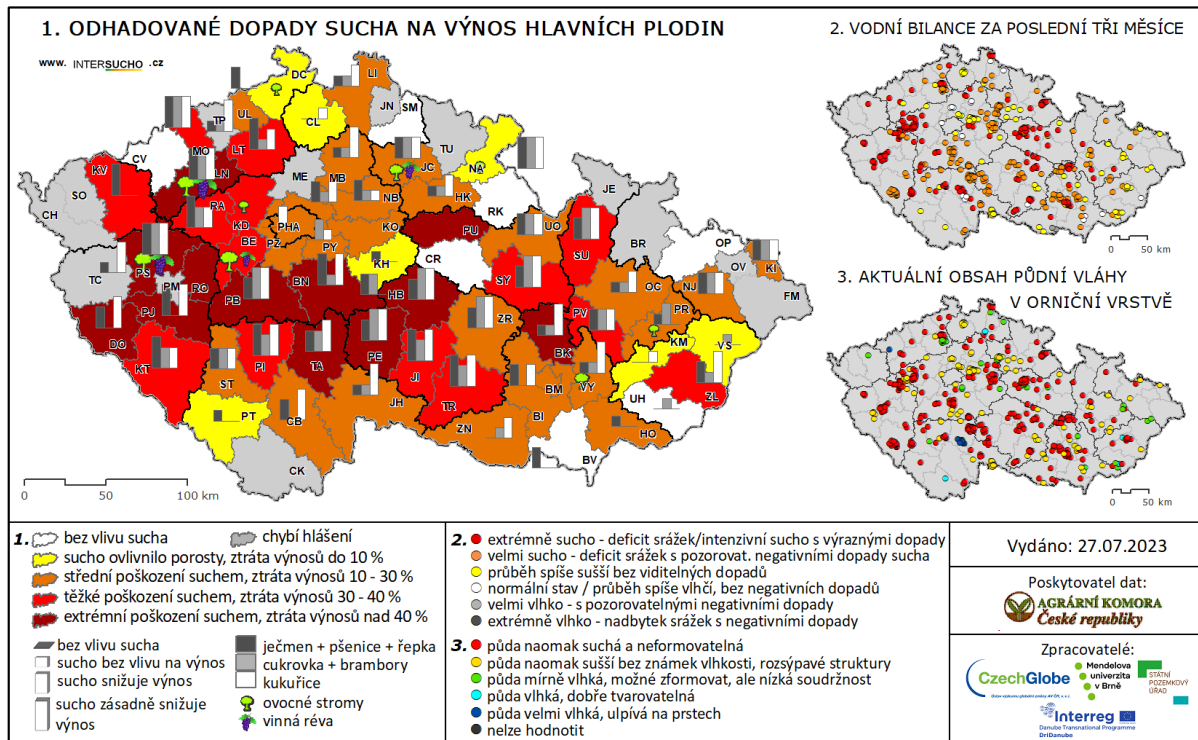 1. ODHADOVANÉ DOPADY SUCHA NA VÝNOS HLAVNÍCH PLODIN
www. INTERSUCHO .cz
DC
LI
UL
CL
JN
SM
TP
TU
CV
MO
LT
JC
NA
KV
LN
ME
MB
SO
NB
HK
JE
CH
RA
KD
PHA
RK
KO
BE
PZ
PY
PU
UO
BR
OP
SU
TC
PS
KH
CR
OV
KI
PM
RO
PB
BN
HB
SY
OC
NJ
FM
PJ
ZR
PV
PR
DO
BK
KM
VS
KT
PI
TA
PE
JI
ST
BM
VY
ZL
TR
UH
PT
CB
JH
BI
HO
ZN
CK
BV
0 50 100 km
2. VODNÍ BILANCE ZA POSLEDNÍ TŘI MĚSÍCE
0 50 km
3. AKTUÁLNÍ OBSAH PŮDNÍ VLÁHY
V ORNIČNÍ VRSTVĚ
0 50 km
1. bez vlivu sucha
chybí hlášení
sucho ovlivnilo porosty, ztráta výnosů do 10 %
střední poškození suchem, ztráta výnosů 10 - 30 %
těžké poškození suchem, ztráta výnosů 30 - 40 %
extrémní poškození suchem, ztráta výnosů nad 40 %
bez vlivu sucha
sucho bez vlivu na výnos
sucho snižuje výnos
sucho zásadně snižuje
výnos
ječmen + pšenice + řepka
cukrovka + brambory
kukuřice
ovocné stromy
vinná réva
2. extrémně sucho - deficit srážek/intenzivní sucho s výraznými dopady
velmi sucho - deficit srážek s pozorovat. negativními dopady sucha
průběh spíše sušší bez viditelných dopadů
normální stav / průběh spíše vlhčí, bez negativních dopadů
velmi vlhko - s pozorovatelnými negativními dopady
extrémně vlhko - nadbytek srážek s negativními dopady
3. půda naomak suchá a neformovatelná
půda naomak sušší bez známek vlhkosti, rozsýpavé struktury
půda mírně vlhká, možné zformovat, ale nízká soudržnost
půda vlhká, dobře tvarovatelná
půda velmi vlhká, ulpívá na prstech
nelze hodnotit
Vydáno: 27.07.2023
Poskytovatel dat:
AGRÁRNÍ KOMORA
České republiky
Zpracovatelé:
CzechGlobe
Mendelova
univerzita
v Brně
STÁTNÍ
POZEMKOVÝ
ÚŘAD
Interreg
Danube Transnational Programme
DriDanube